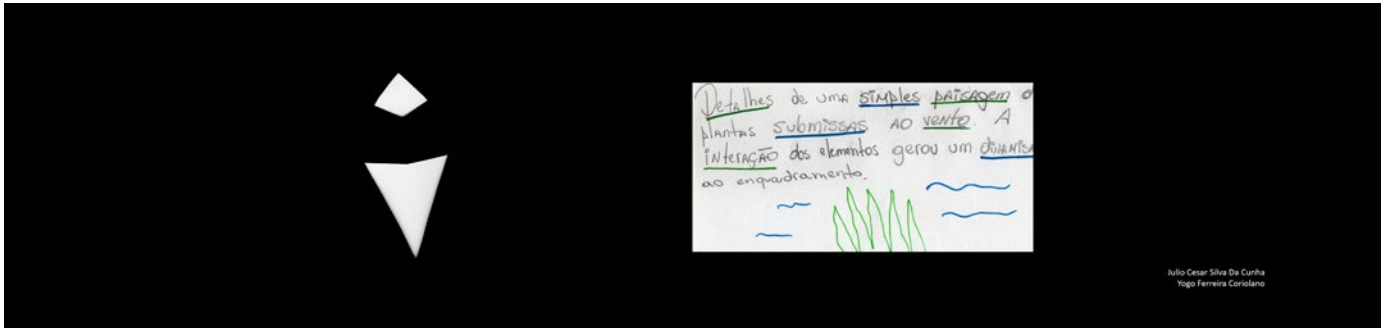 Detalhes de uma simples paisagem
plantas submissas ao vento. A
interação dos elementos gerou um
ao enquadramento.
Julio Cesar Silva Da Cunha
Yogo Ferreira Coriolano